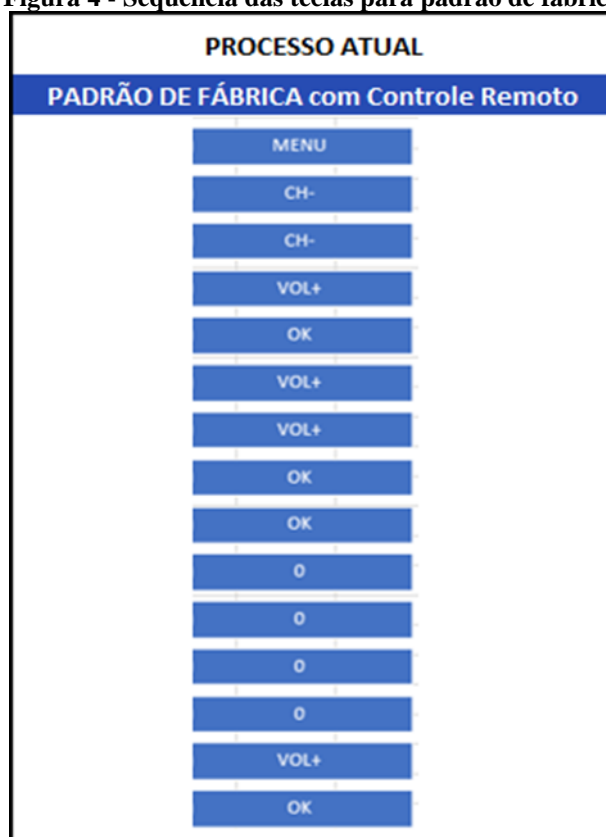 Figura 4 - Sequência das teclas para padrão de fábric
PROCESSO ATUAL
PADRÃO DE FÁBRICA com Controle Remoto
MENU
CH-
CH-
VOL+
OK
VOL+
VOL+
OK
OK
0
0
0
0
VOL+
OK